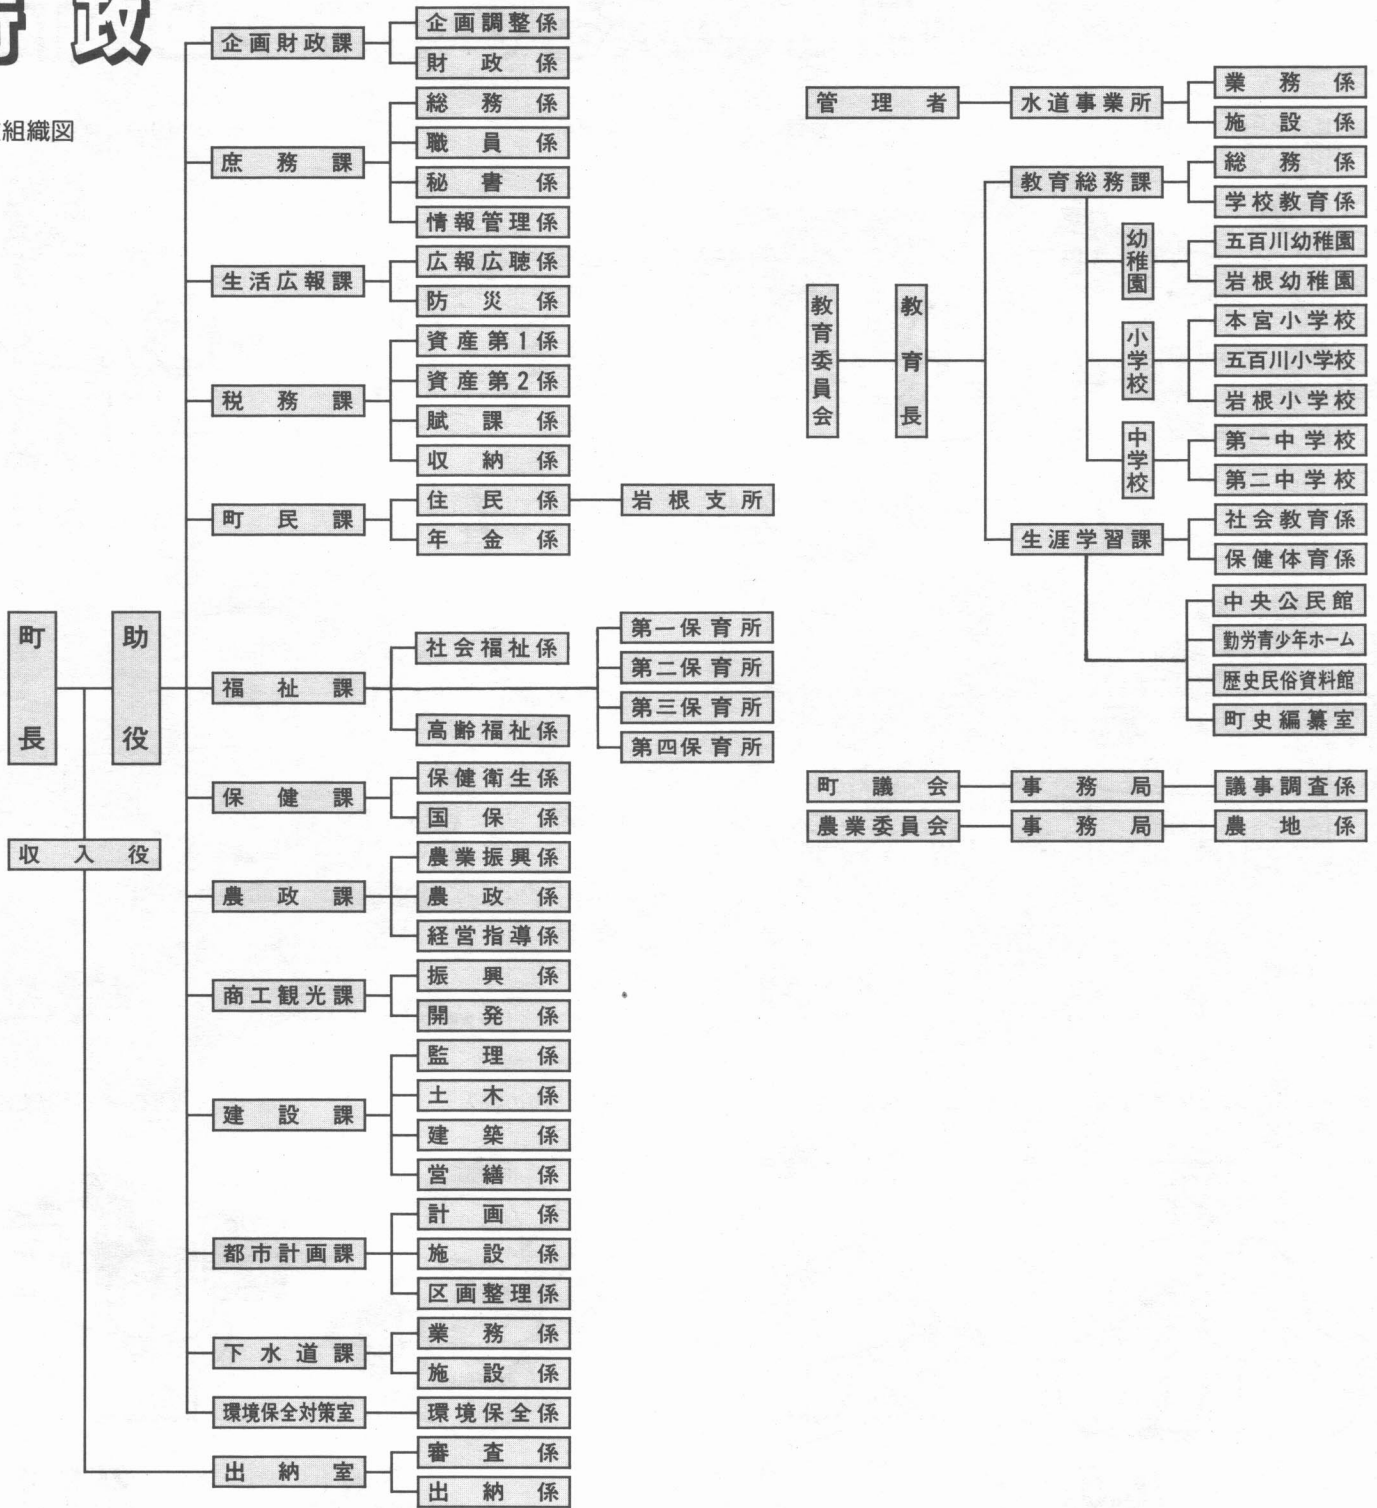 行政
組織図
町長
助役
収入役
企画財政課
企画調整係
財政係
庶務課
総務係
職員係
秘書係
情報管理係
生活広報課
広報広聴係
防災係
税務課
資産第1係
資産第2係
賦課係
収納係
町民課
住民係
岩根支所
年金係
福祉課
社会福祉係
高齢福祉係
第一保育所
第二保育所
第三保育所
第四保育所
保健課
保健衛生係
国保係
農政課
農業振興係
農政係
経営指導係
商工観光課
振興係
開発係
建設課
監理係
土木係
建築係
営繕係
都市計画課
計画係
施設係
区画整理係
下水道課
業務係
施設係
環境保全対策室
環境保全係
出納室
審査係
出納係
管理者
水道事業所
業務係
施設係
教育委員会
教育長
教育総務課
総務係
学校教育係
幼稚園
五百川幼稚園
岩根幼稚園
小学校
本宮小学校
五百川小学校
岩根小学校
中学校
第一中学校
第二中学校
生涯学習課
社会教育係
保健体育係
中央公民館
勤労青少年ホーム
歴史民俗資料館
町史編纂室
町議会
事務局
議事調査係
農業委員会
事務局
農地係